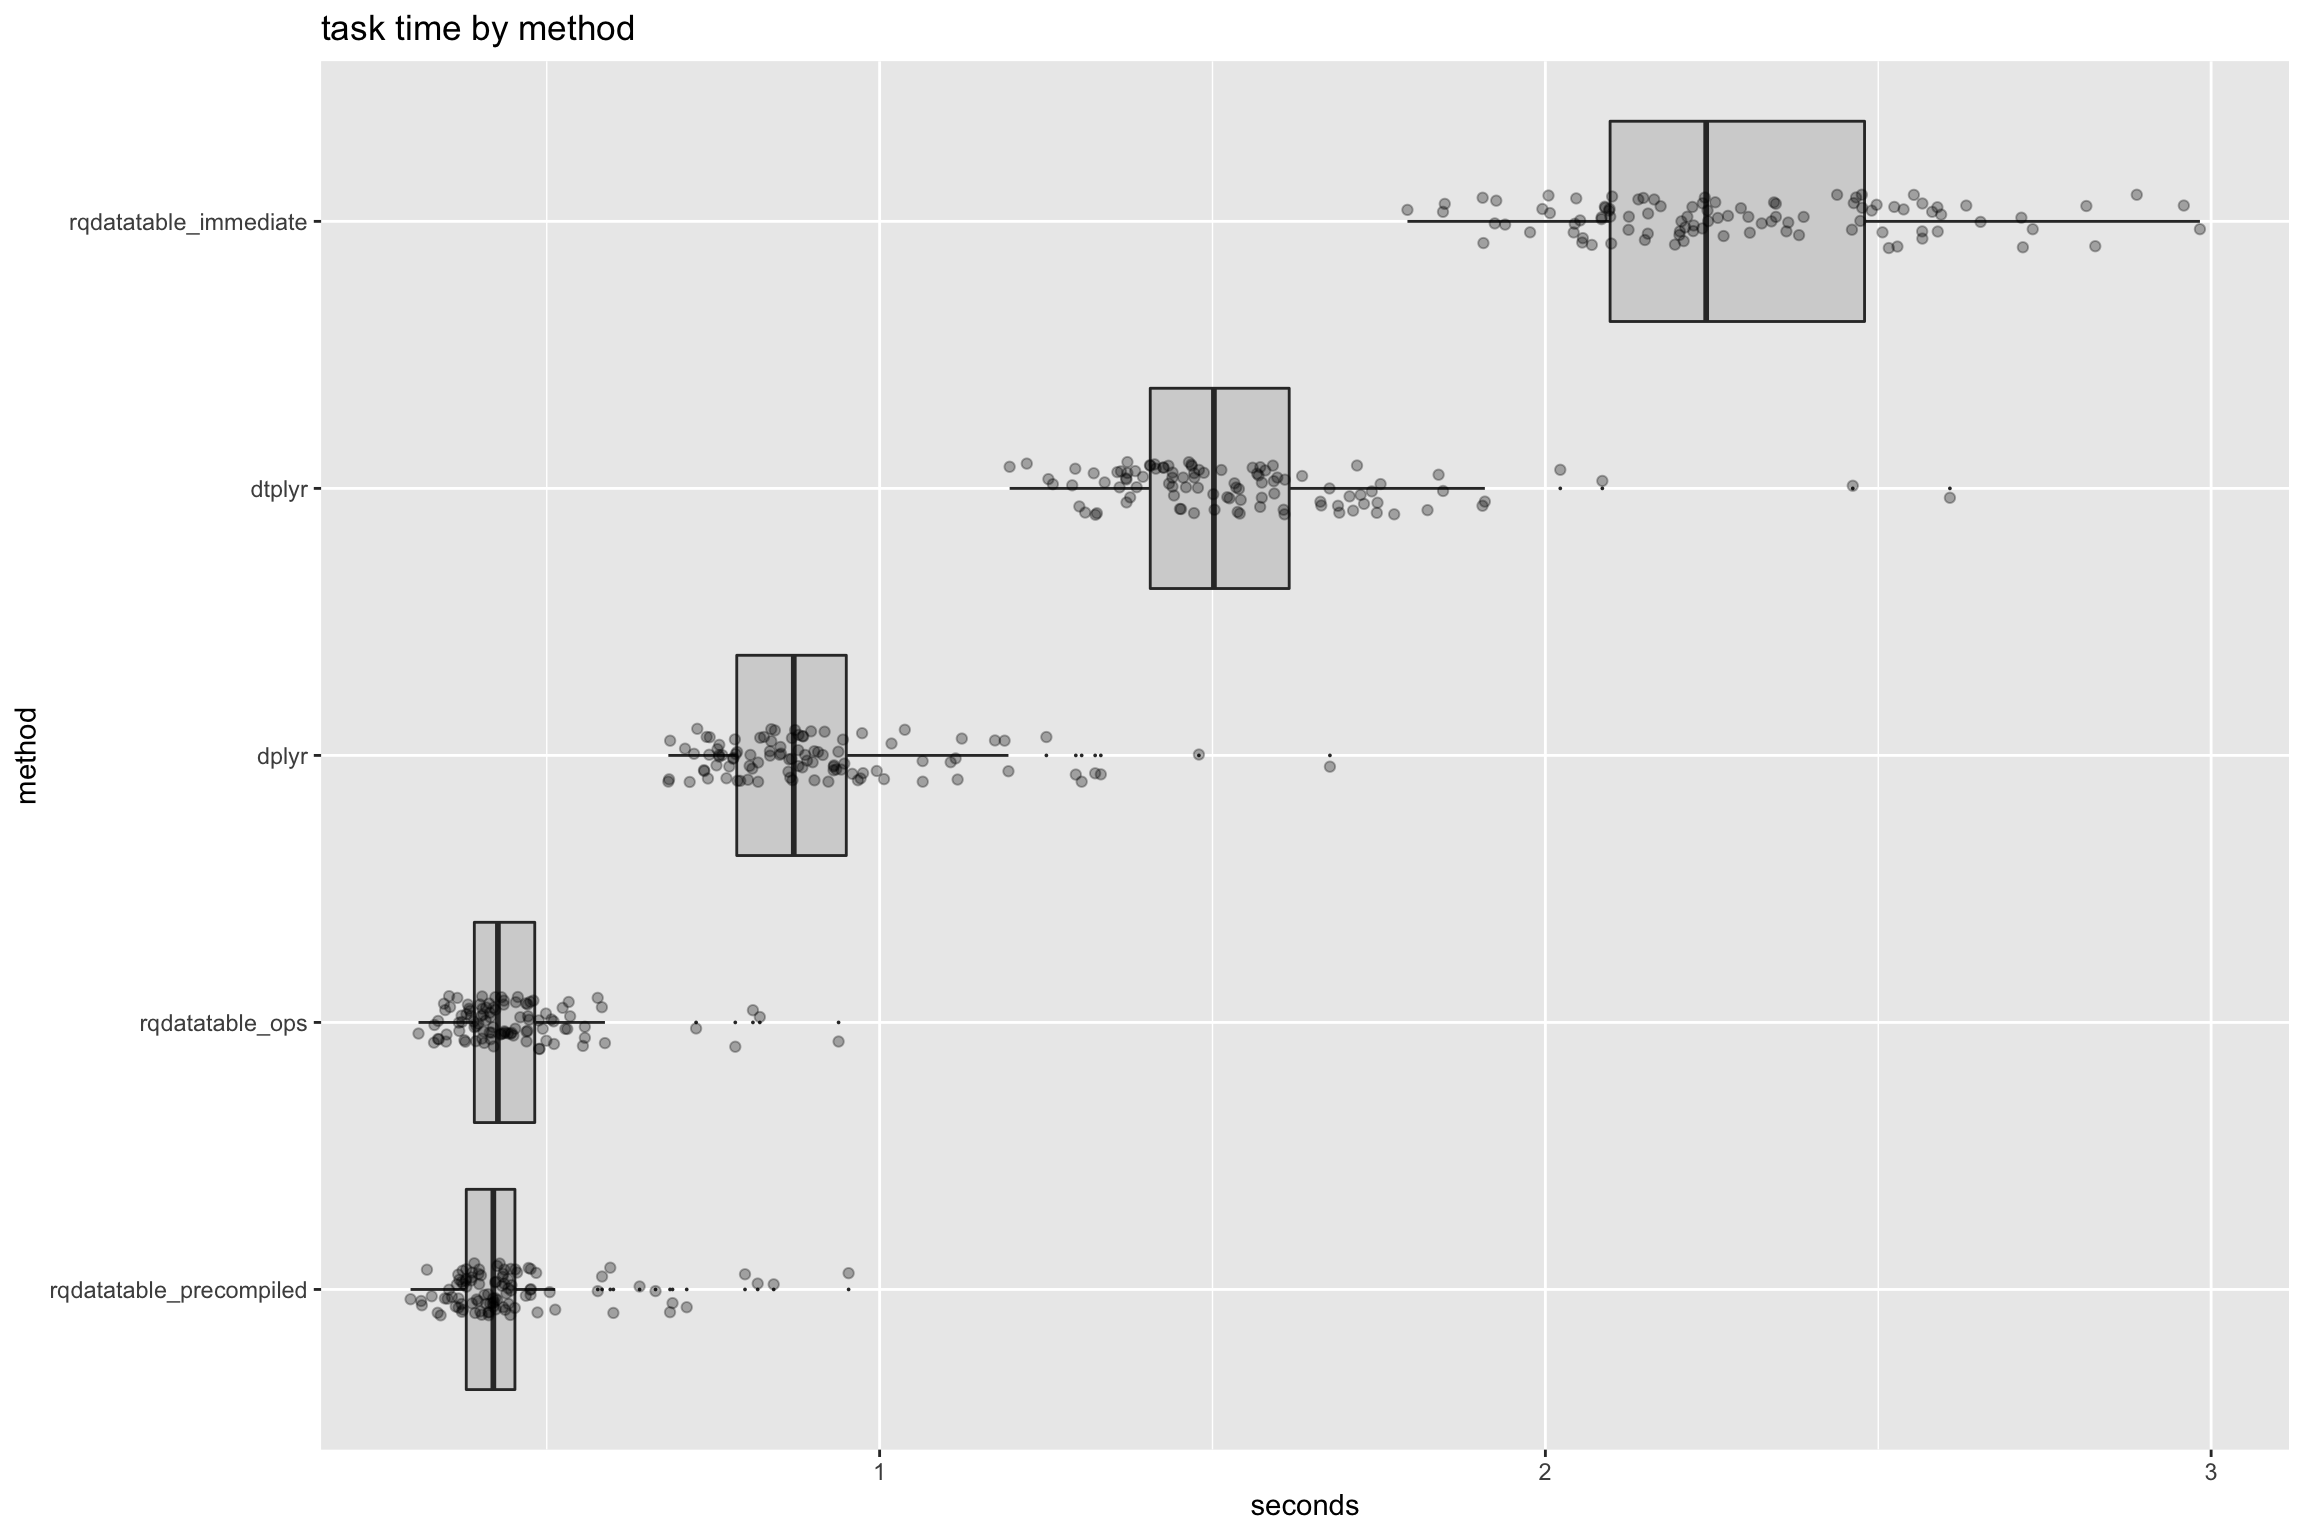 task time by method
rqdatatable_immediate
dtplyr
dplyr
rqdatatable_ops
rqdatatable_precompiled
method
1
2
3
seconds